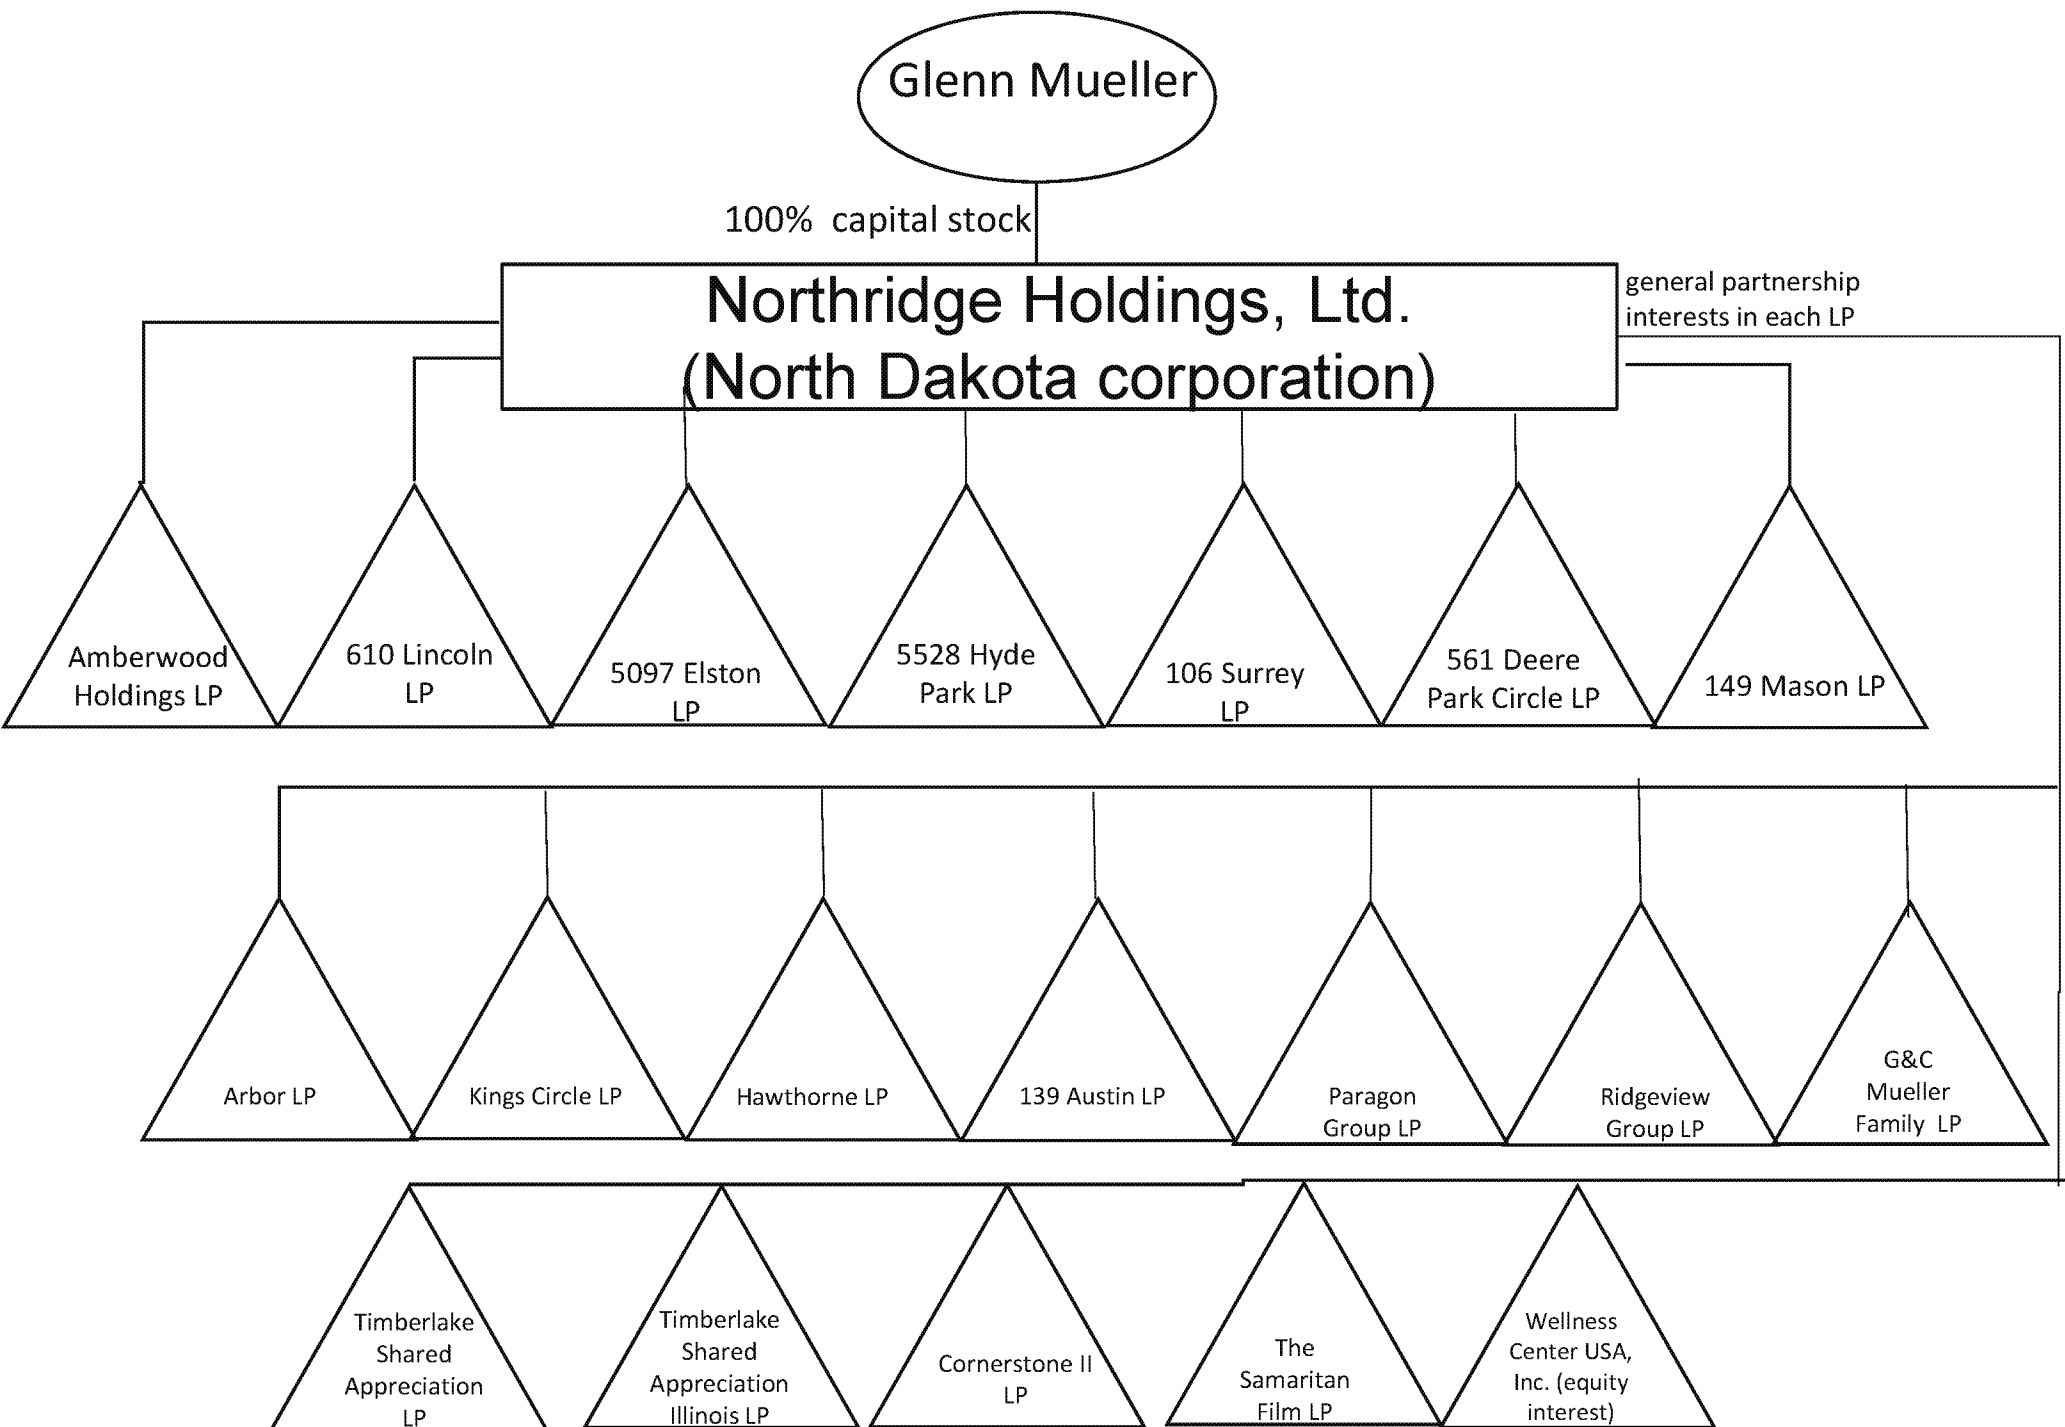 Glenn Mueller
100% capital stock
Northridge Holdings, Ltd.
(North Dakota corporation)
general partnership
interests in each LP
Amberwood
Holdings LP
610 Lincoln
LP
5097 Elston
LP
5528 Hyde
Park LP
106 Surrey
LP
561 Deere
Park Circle LP
149 Mason LP
Arbor LP
Kings Circle LP
Hawthorne LP
139 Austin LP
Paragon
Group LP
Ridgeview
Group LP
G&C
Mueller
Family LP
Timberlake
Shared
Appreciation
LP
Timberlake
Shared
Appreciation
Illinois LP
Cornerstone II
LP
The
Samaritan
Film LP
Wellness
Center USA,
Inc. (equity
interest)